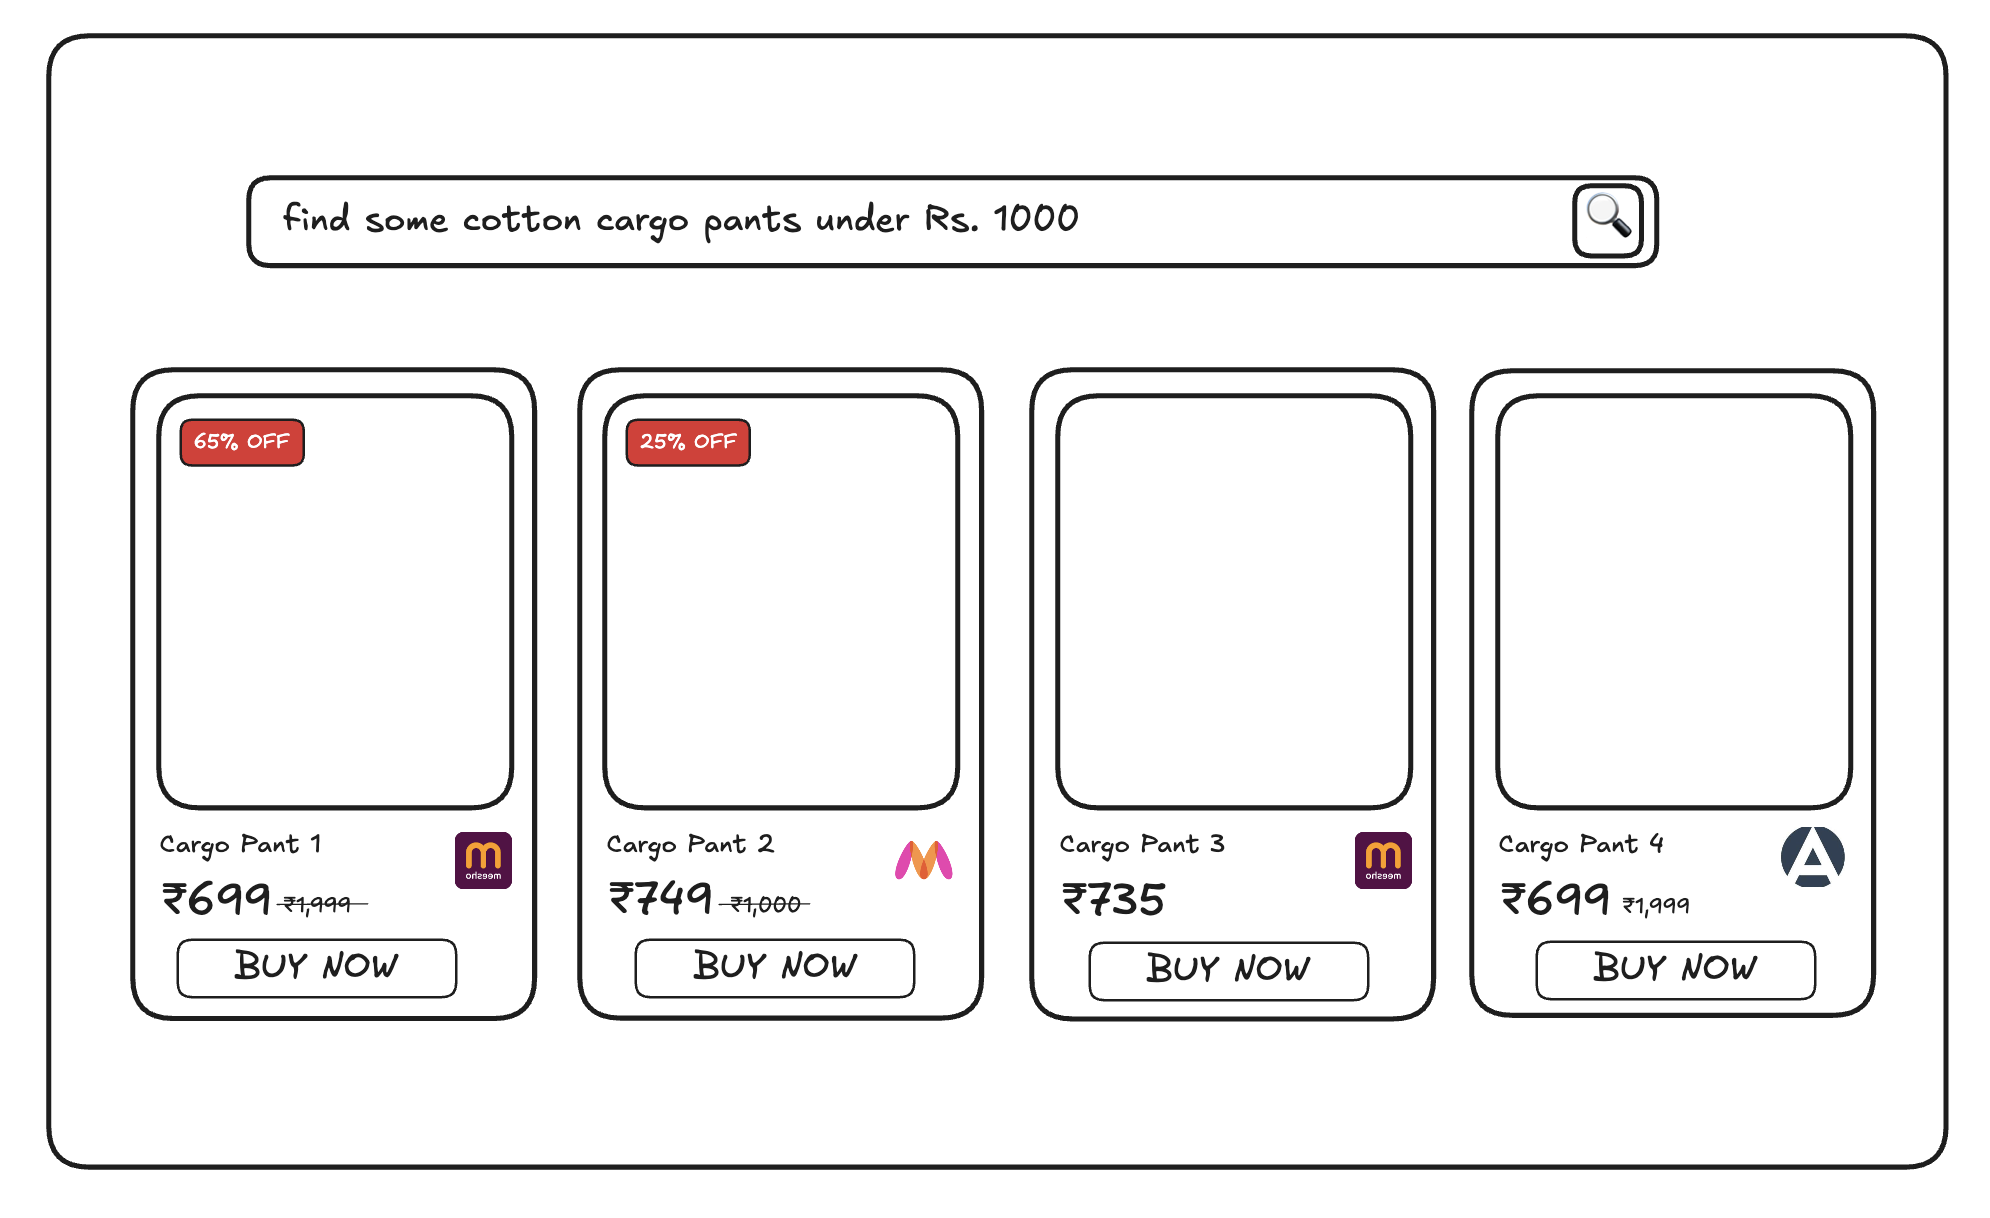 find some cotton cargo pants under Rs. 1000
65% OFF
25% OFF
Cargo Pant 1
meesho
₹699 ₹1,999
BUY NOW
Cargo Pant 2
₹749 ₹1,000
BUY NOW
Cargo Pant 3
meesho
₹735
BUY NOW
Cargo Pant 4
₹699 ₹1,999
BUY NOW